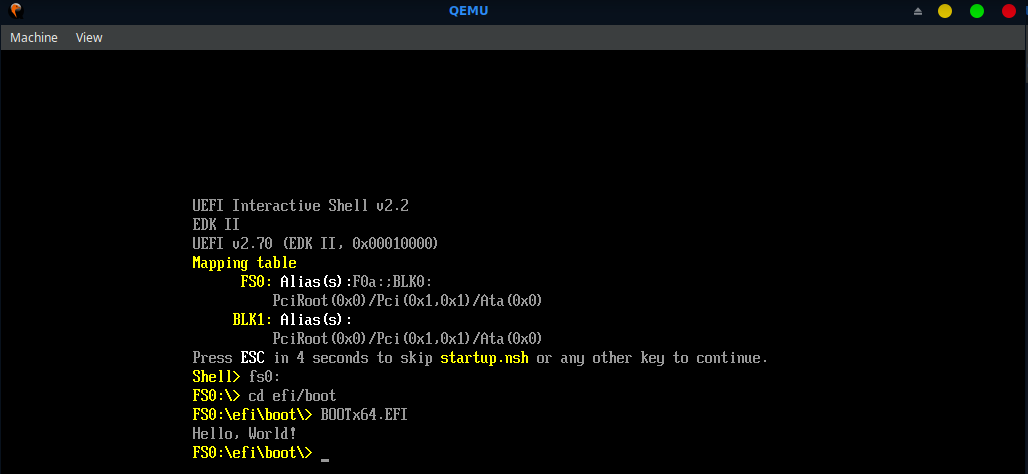 QEMU
Machine View
UEFI Interactive Shell v2.2
EDK II
UEFI v2.70 (EDK II, 0x00010000)
Mapping table
FS0: Alias(s):F0a:;BLK0:
PciRoot(0x0)/Pci(0x1,0x1)/Ata(0x0)
BLK1: Alias(s):
PciRoot(0x0)/Pci(0x1,0x1)/Ata(0x0)
Press ESC in 4 seconds to skip startup.nsh or any other key to continue.
Shell> fs0:
FS0:\> cd efi/boot
FS0:\efi\boot\> BOOTx64.EFI
Hello, World!
FS0:\efi\boot\> _